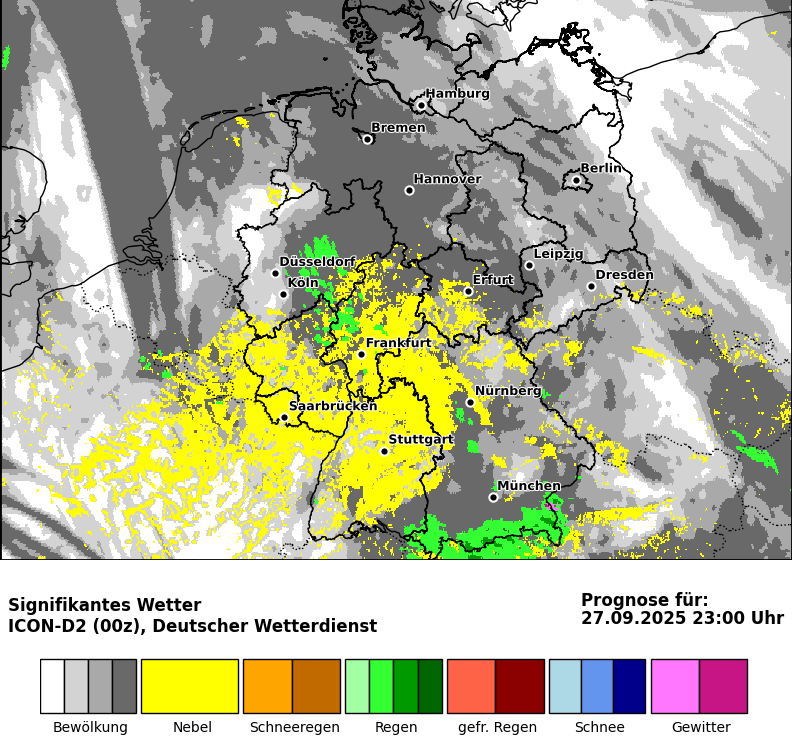 Hamburg
Bremen
Berlin
Hannover
Leipzig
Düsseldorf
Dresden
Köln
Erfurt
Frankfurt
Nürnberg
Saarbrücken
Stuttgart
München
Signifikantes Wetter
ICON-D2 (00z), Deutscher Wetterdienst
Prognose für:
27.09.2025 23:00 Uhr
Bewölkung Nebel Schneeregen Regen gefr. Regen Schnee Gewitter